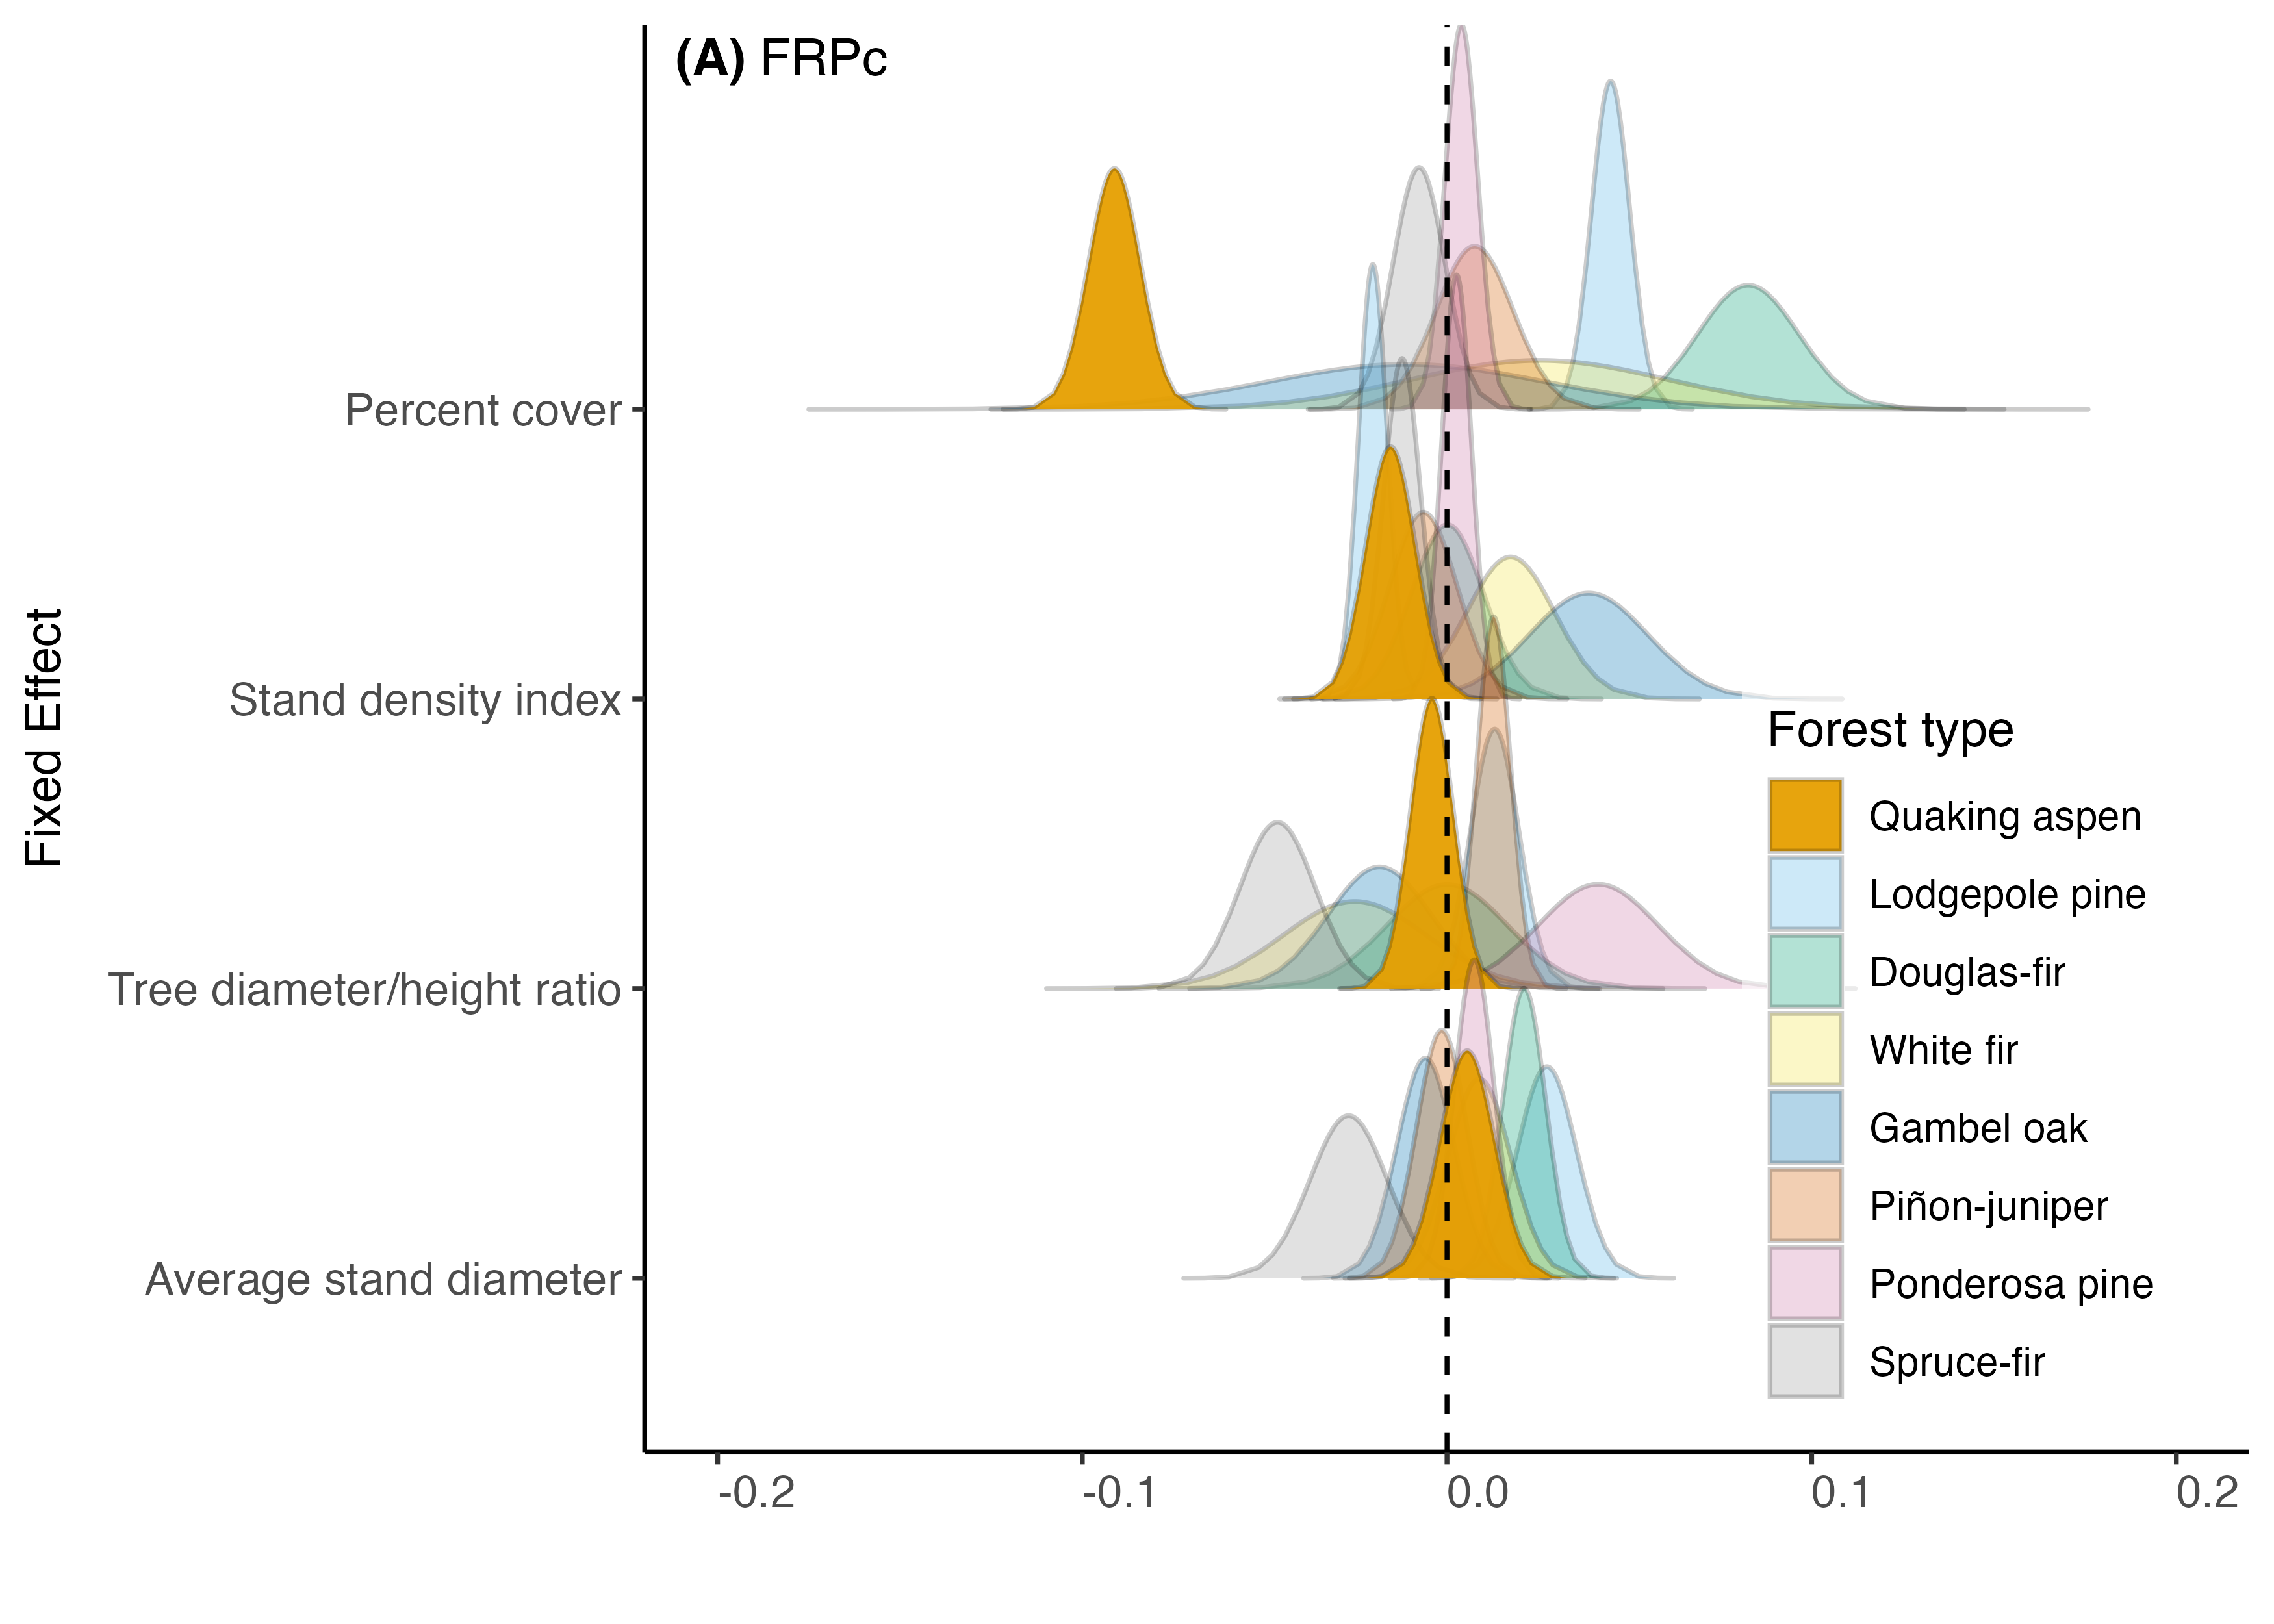 (A) FRPc
Fixed Effect
Percent cover
Stand density index
Tree diameter/height ratio
Average stand diameter
Forest type
Quaking aspen
Lodgepole pine
Douglas-fir
White fir
Gambel oak
Piñon-juniper
Ponderosa pine
Spruce-fir
-0.2 -0.1 0.0 0.1 0.2